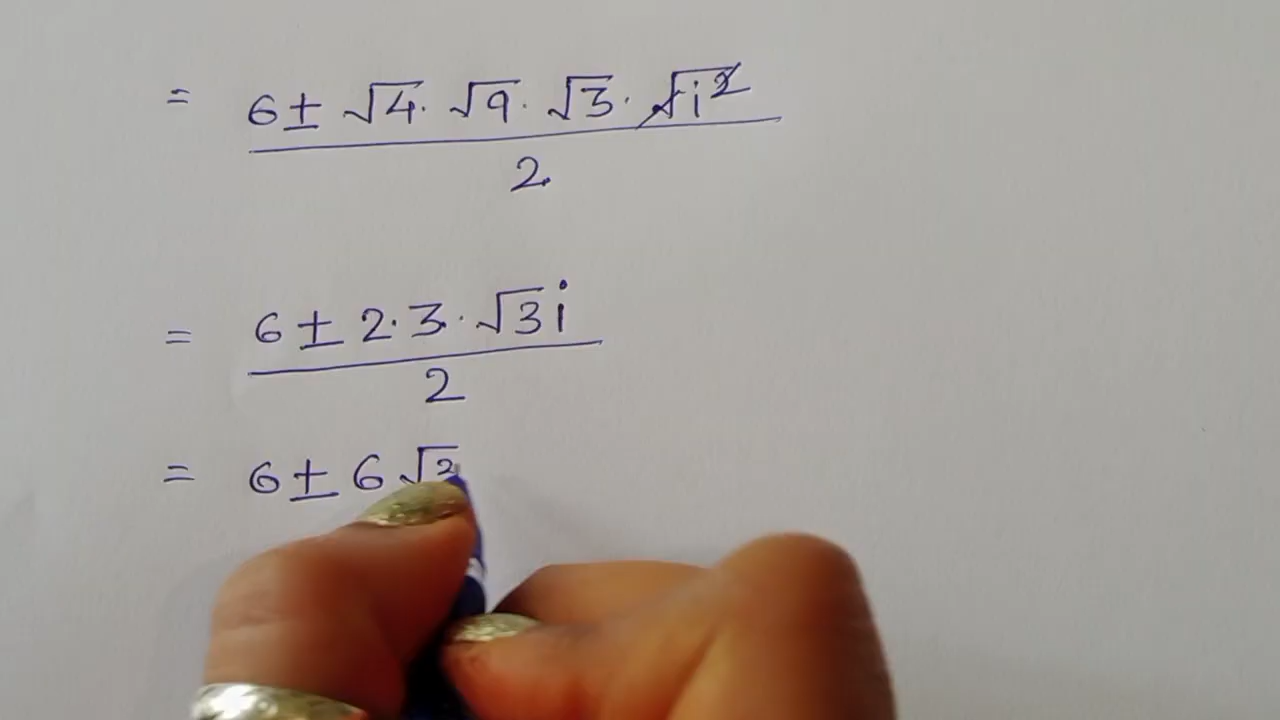 = 6 ± √4 · √9 · √3 · √i²
2
= 6 ± 2 · 3 · √3 i
2
= 6 ± 6 √